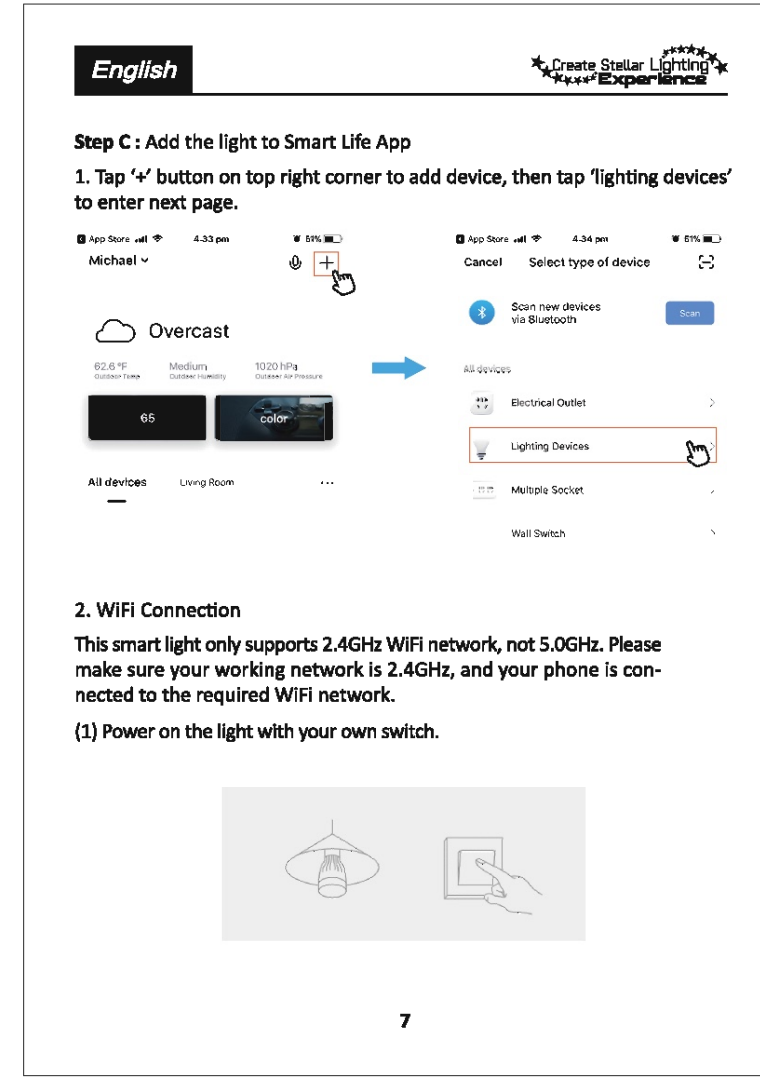 English
Create Stellar Lighting
Experience
Step C : Add the light to Smart Life App
1. Tap ‘+’ button on top right corner to add device, then tap ‘lighting devices’
to enter next page.
App Store 4:33 pm 61%
Michael
Overcast
62.6 °F Medium 1020 hPa
Outdoor Temp Outdoor Humidity Outdoor Air Pressure
65 color
All devices Living Room ...
App Store 4:34 pm 61%
Cancel Select type of device
Scan new devices
via Bluetooth
Scan
All devices
Electrical Outlet
Lighting Devices
Multiple Socket
Wall Switch
2. WiFi Connection
This smart light only supports 2.4GHz WiFi network, not 5.0GHz. Please
make sure your working network is 2.4GHz, and your phone is con-
nected to the required WiFi network.
(1) Power on the light with your own switch.
7